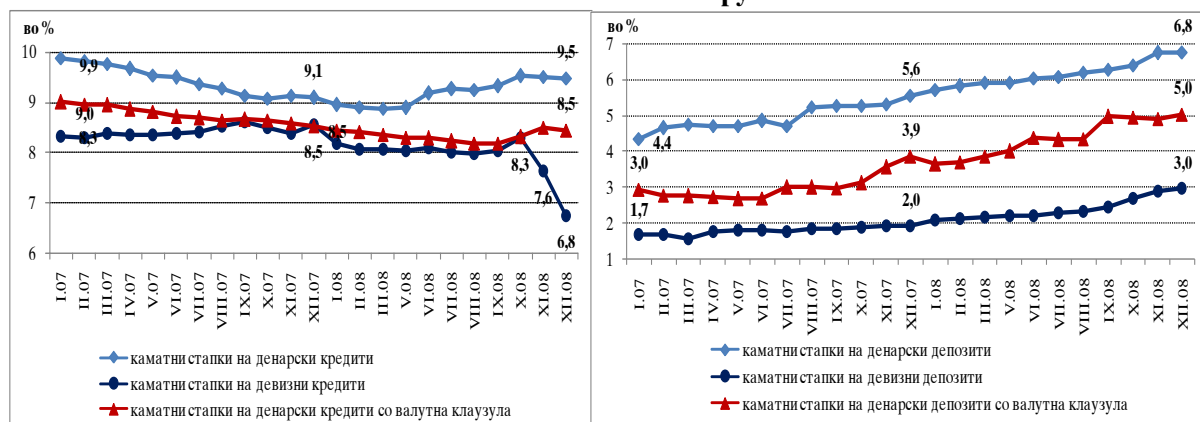 во %
10
9
8
7
6
9,9
9,0
8,3
9,1
8,5
8,5
8,3
7,6
9,5
8,5
6,8
I.07
II.07
III.07
IV.07
V.07
VI.07
VII.07
VIII.07
IX.07
X.07
XI.07
XII.07
I.08
II.08
III.08
V.08
VI.08
VII.08
VIII.08
IX.08
X.08
XI.08
XII.08
каматни стапки на денарски кредити
каматни стапки на девизни кредити
каматни стапки на денарски кредити со валутна клаузула
во %
7
6
5
4
3
2
1
4,4
3,0
1,7
5,6
3,9
2,0
6,8
5,0
3,0
I.07
II.07
III.07
IV.07
V.07
VI.07
VII.07
VIII.07
IX.07
X.07
XI.07
XII.07
I.08
II.08
III.08
V.08
VI.08
VII.08
VIII.08
IX.08
X.08
XI.08
XII.08
каматни стапки на денарски депозити
каматни стапки на девизни депозити
каматни стапки на денарски депозити со валутна клаузула